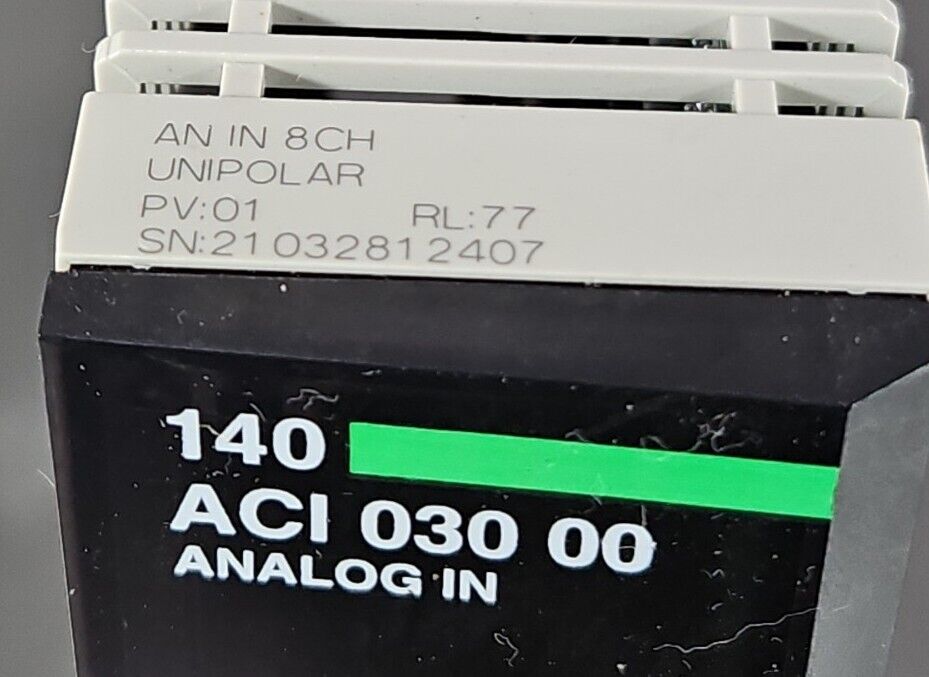 AN IN 8CH
UNIPOLAR
PV:01 RL:77
SN:21032812407
140
ACI 030 00
ANALOG IN